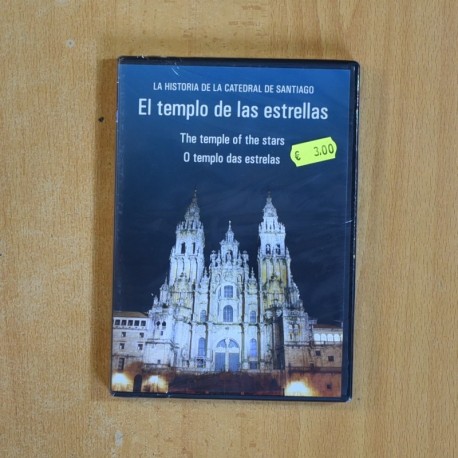 LA HISTORIA DE LA CATEDRAL DE SANTIAGO
El templo de las estrellas
The temple of the stars
O templo das estrelas
€ 3.00